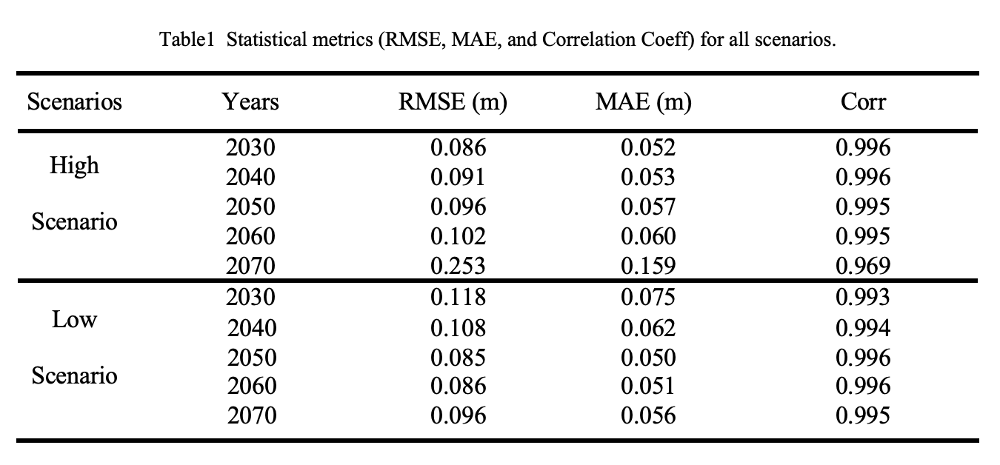 Table1  Statistical metrics (RMSE, MAE, and Correlation Coeff) for all scenarios.
Scenarios Years RMSE (m) MAE (m) Corr
High
Scenario
2030 0.086 0.052 0.996
2040 0.091 0.053 0.996
2050 0.096 0.057 0.995
2060 0.102 0.060 0.995
2070 0.253 0.159 0.969
Low
Scenario
2030 0.118 0.075 0.993
2040 0.108 0.062 0.994
2050 0.085 0.050 0.996
2060 0.086 0.051 0.996
2070 0.096 0.056 0.995